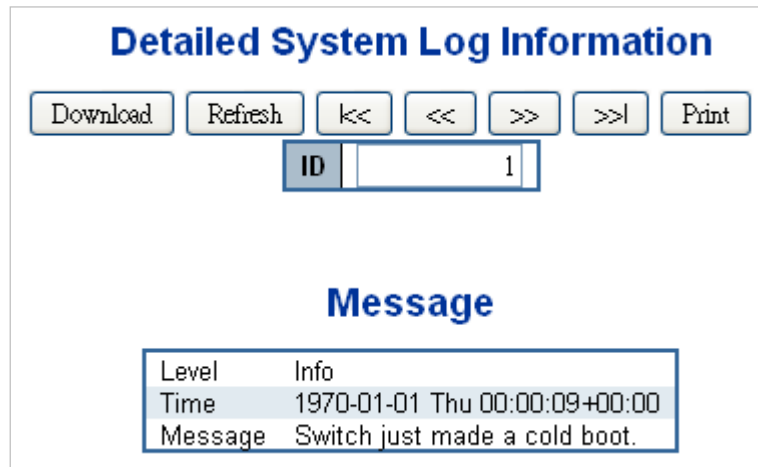 Detailed System Log Information
Download Refresh |<< << >> >>| Print
ID 1
Message
Level Info
Time 1970-01-01 Thu 00:00:09+00:00
Message Switch just made a cold boot.